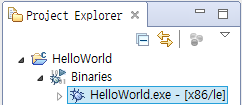 Project Explorer
HelloWorld
Binaries
HelloWorld.exe - [x86/le]